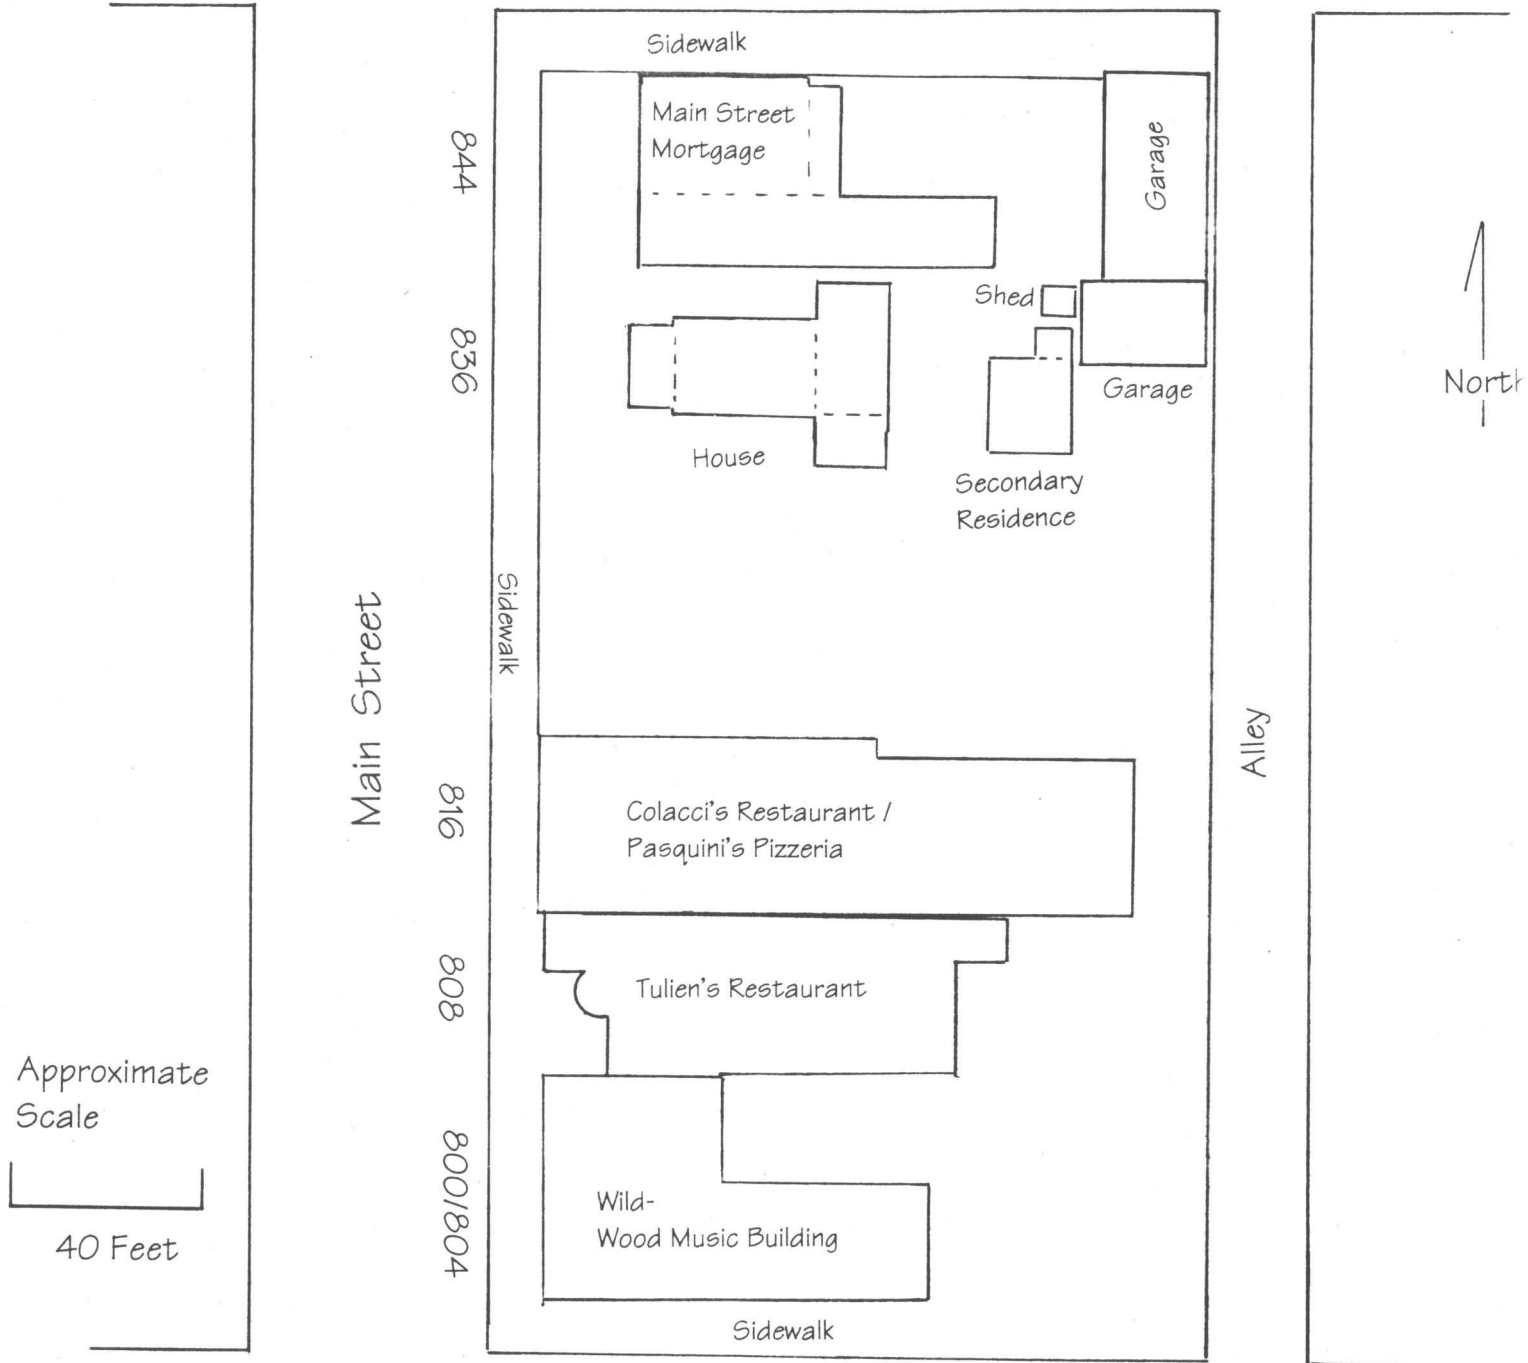 Sidewalk
Main Street
Mortgage
844
Garage
Shed
836
Garage
North
House
Secondary
Residence
Sidewalk
Main Street
Alley
816
Colacci's Restaurant /
Pasquini's Pizzeria
808
Tulien's Restaurant
Approximate
Scale
40 Feet
800/804
Wild-
Wood Music Building
Sidewalk